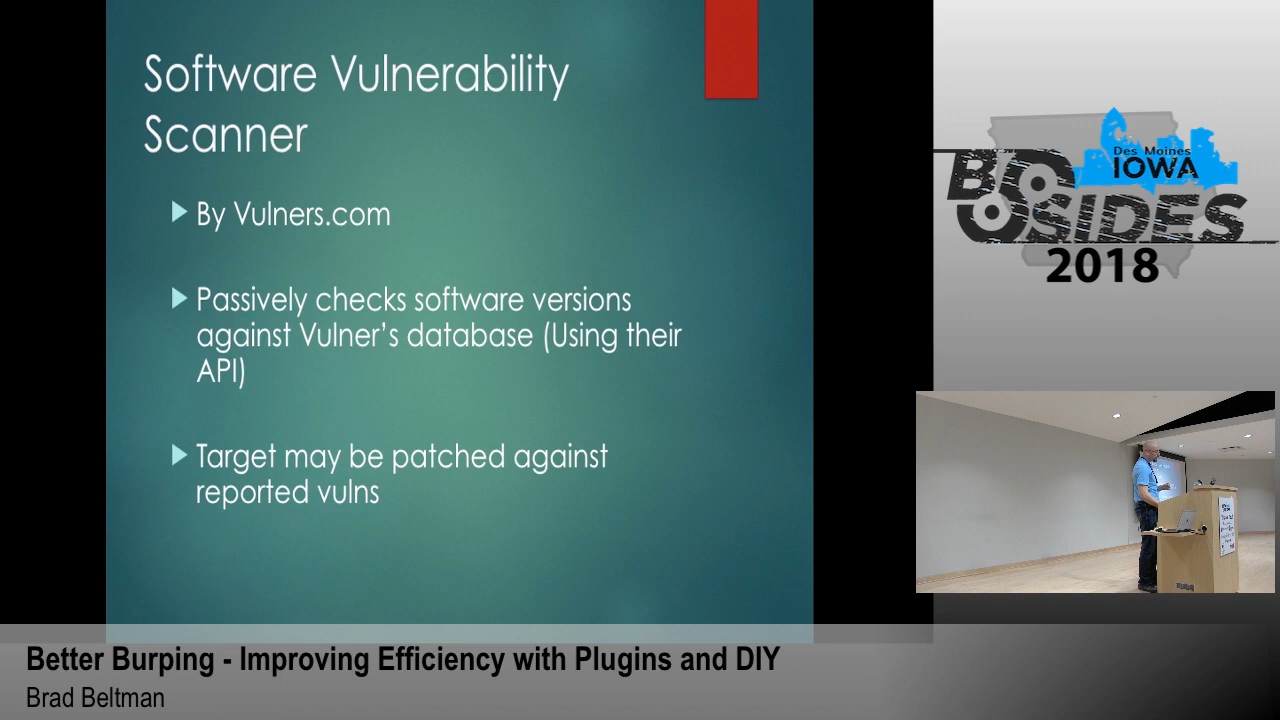 Software Vulnerability
Scanner
By Vulners.com
Passively checks software versions
against Vulner's database (Using their
API)
Target may be patched against
reported vulns
Des Moines
IOWA
BSIDES
2018
Better Burping - Improving Efficiency with Plugins and DIY
Brad Beltman